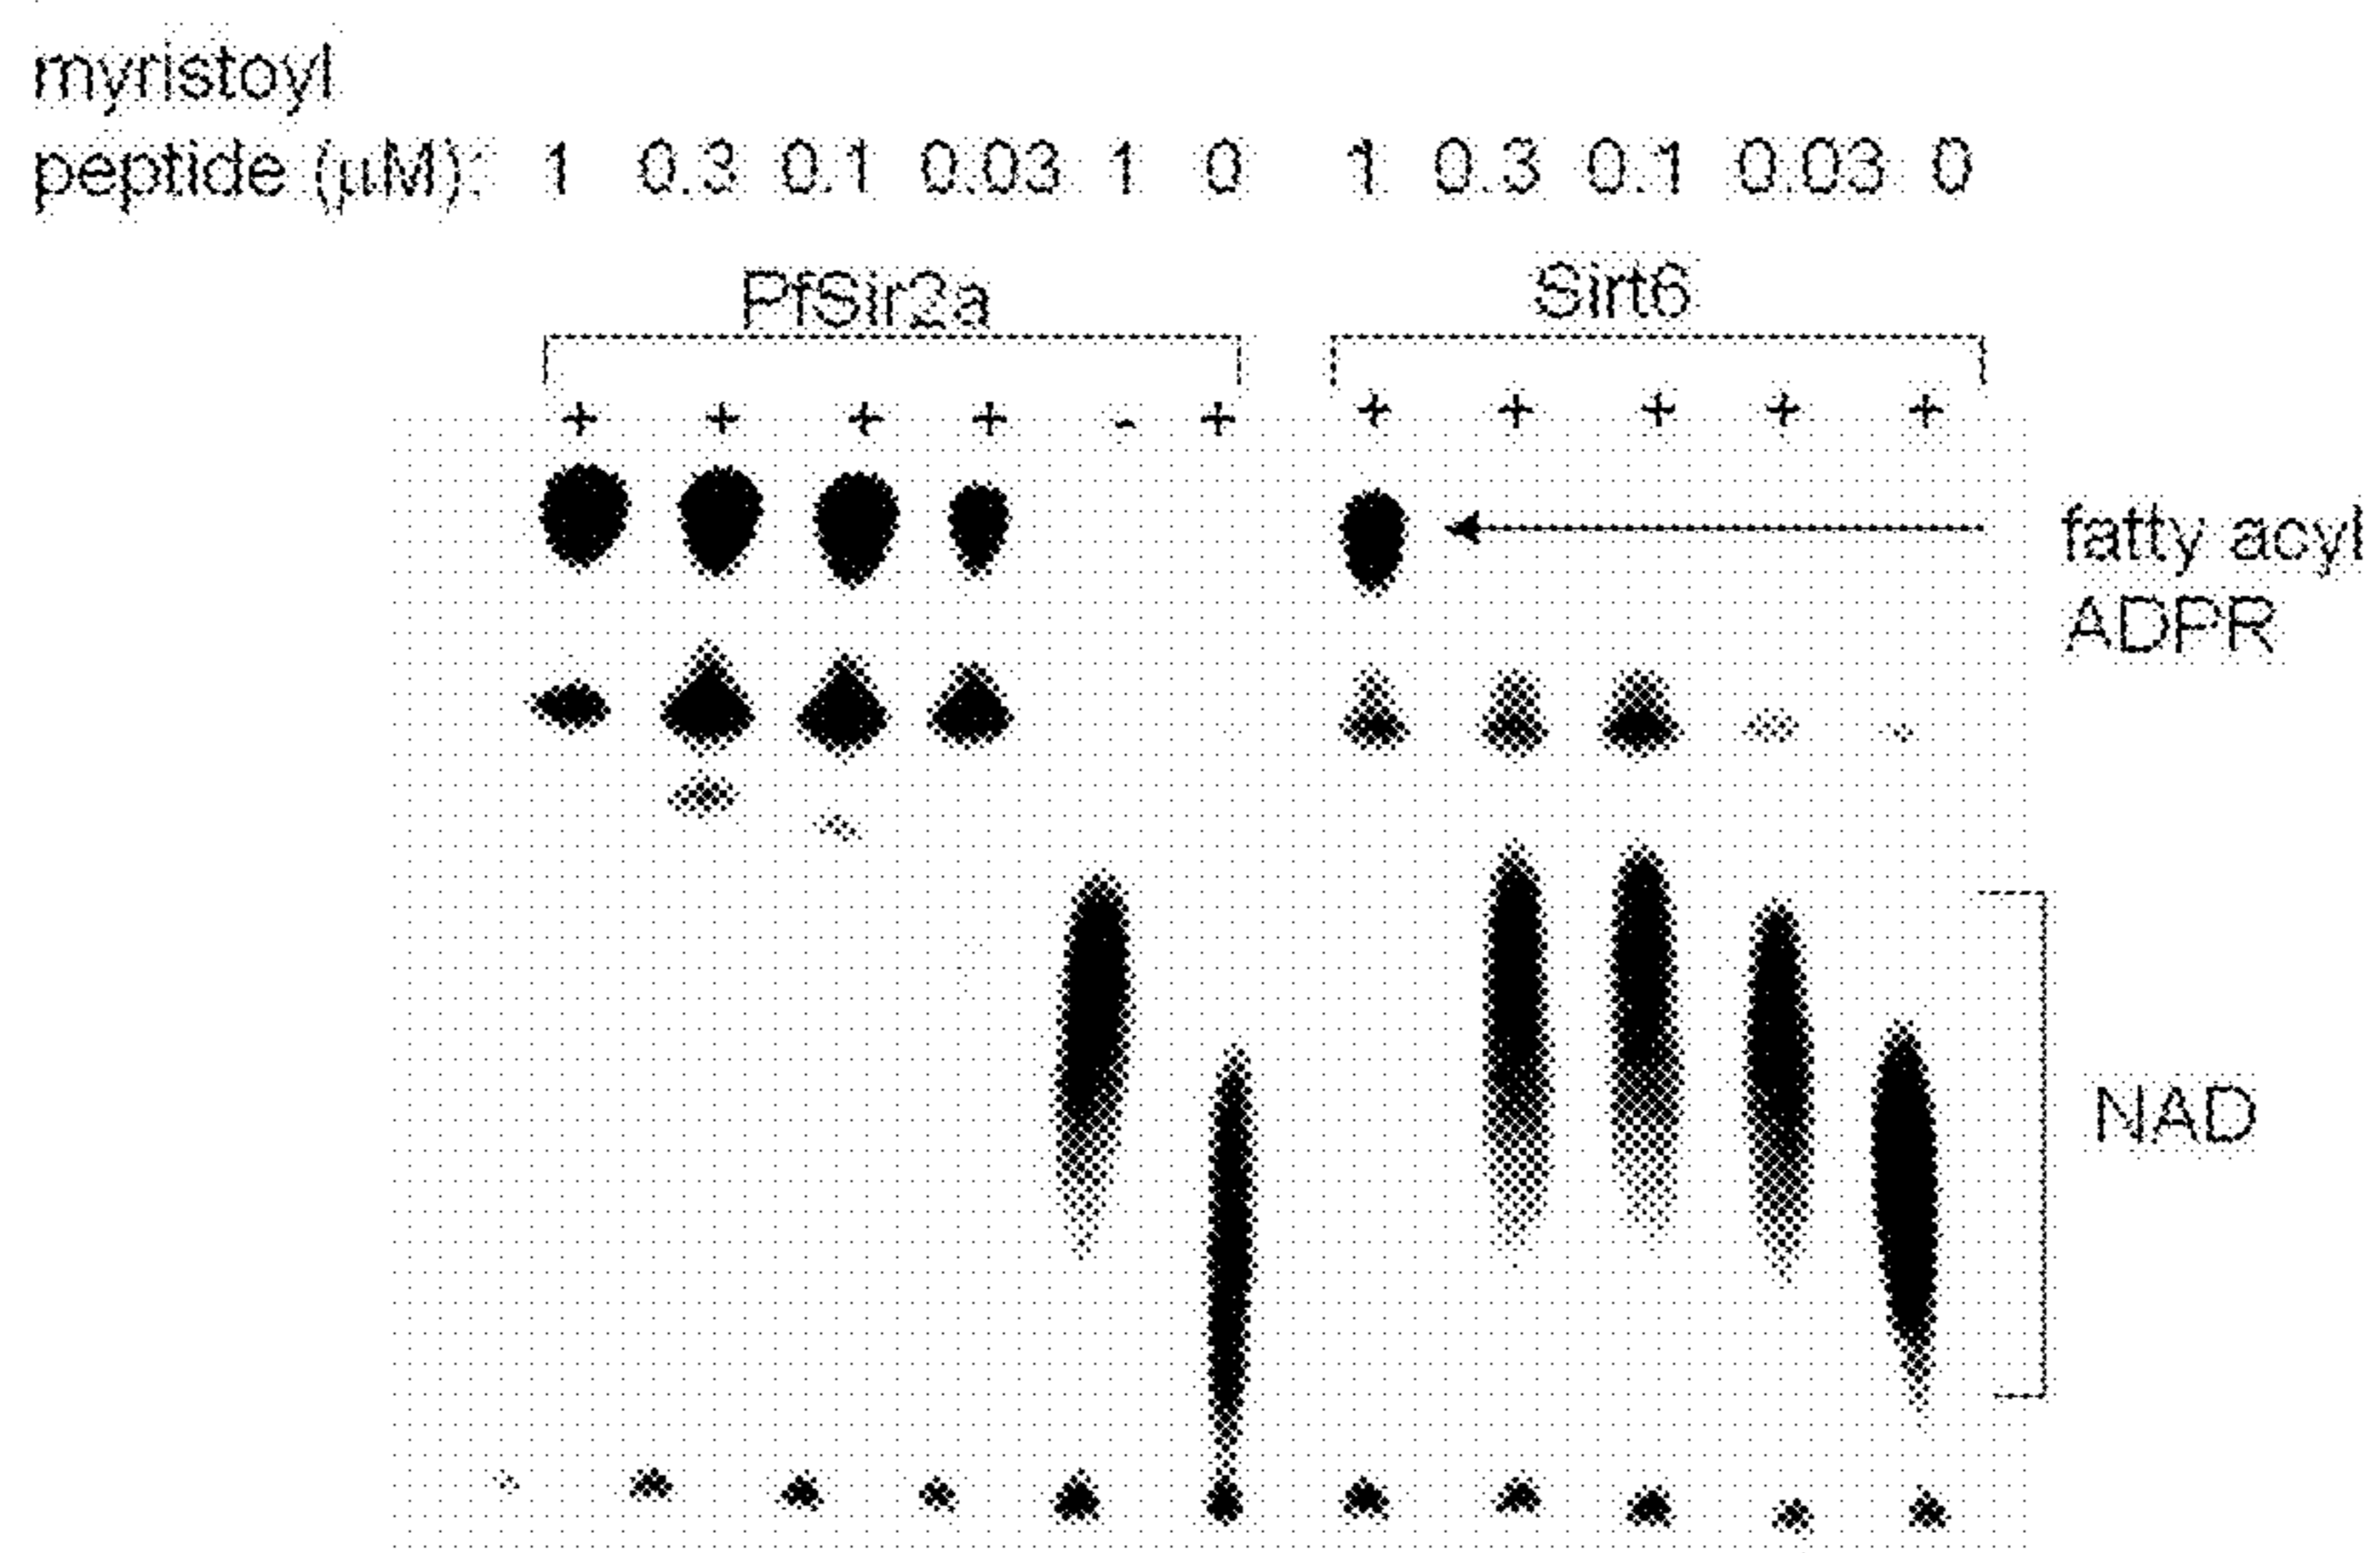 myristoyl
peptide (µM): 1 0.3 0.1 0.03 1 0 1 0.3 0.1 0.03 0
PfSir2a Sirt6
+ + + + - + + + + + +
fatty acyl
ADPR
NAD